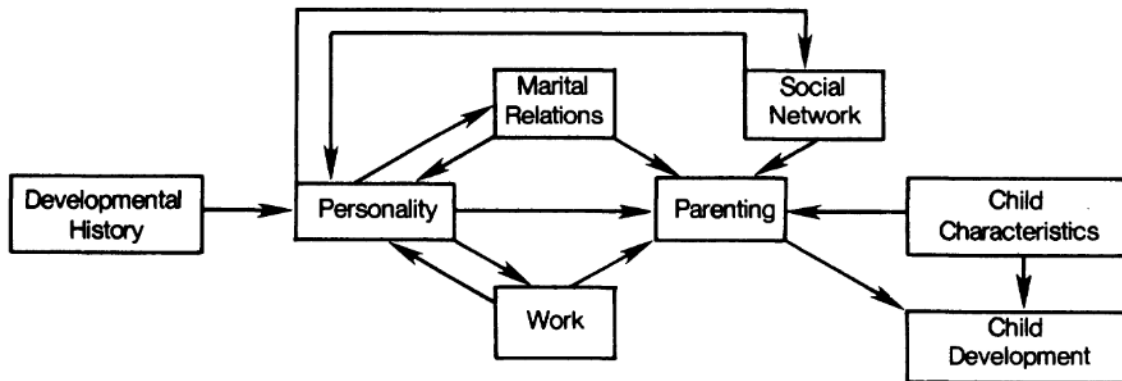 Marital
Relations
Social
Network
Developmental
History
Personality
Parenting
Child
Characteristics
Work
Child
Development